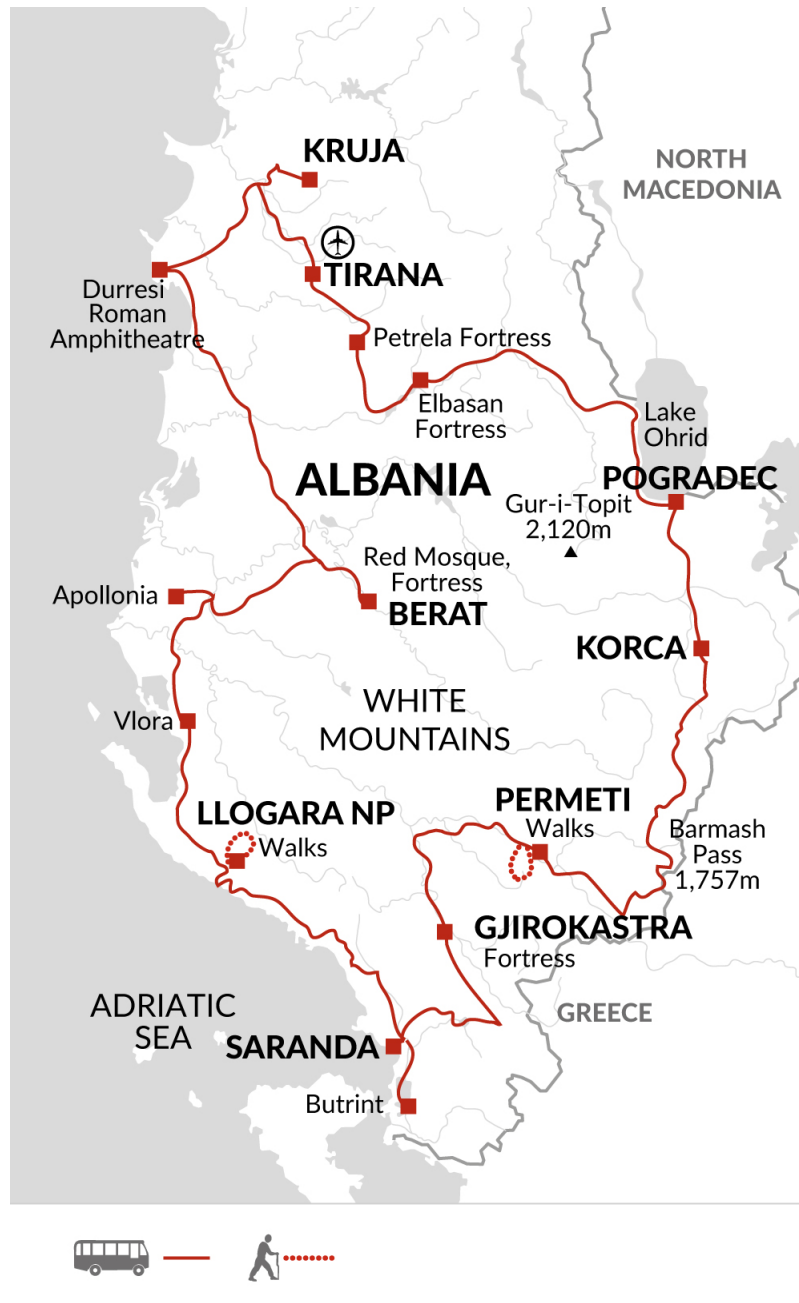 KRUJA
NORTH
MACEDONIA
TIRANA
Durresi
Roman
Amphitheatre
Petrela Fortress
Elbasan
Fortress
Lake
Ohrid
ALBANIA
POGRADEC
Gur-i-Topit
2,120m
Red Mosque,
Fortress
BERAT
Apollonia
KORCA
WHITE
MOUNTAINS
Vlora
LLOGARA NP
Walks
PERMETI
Walks
Barmash
Pass
1,757m
GJIROKASTRA
Fortress
ADRIATIC
SEA
GREECE
SARANDA
Butrint